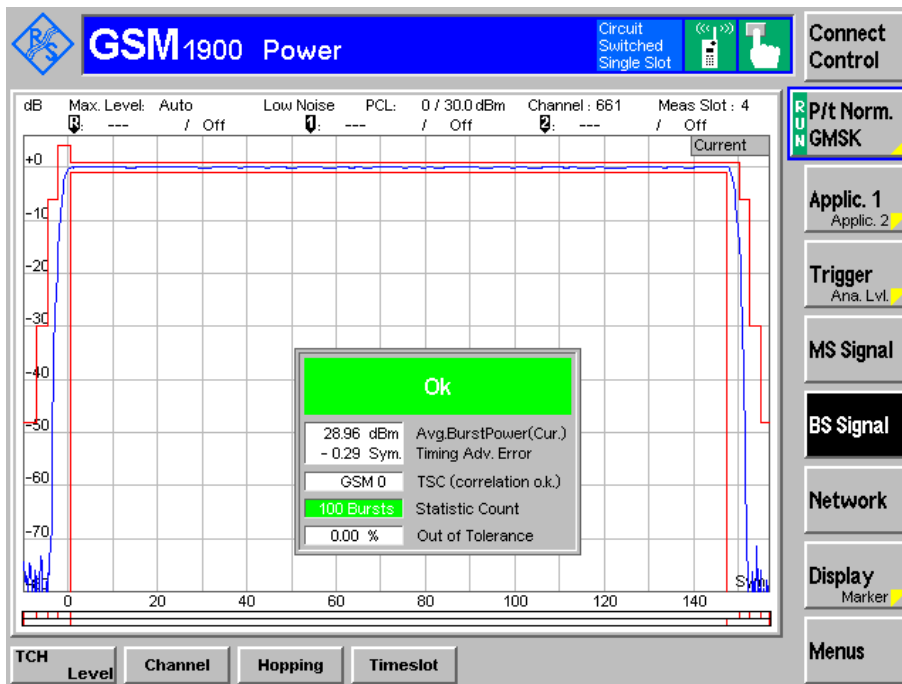 R&S
GSM 1900 Power
Circuit
Switched
Single Slot
Connect
Control
dB Max. Level: Auto Low Noise PCL: 0 / 30.0 dBm Channel : 661 Meas Slot : 4
R: --- / Off 1: --- / Off 2: --- / Off
RUN
P/t Norm.
GMSK
Current
+0
-10
-20
-30
-40
-50
-60
-70
0 20 40 60 80 100 120 140
Ok
28.96 dBm Avg.BurstPower(Cur.)
- 0.29 Sym. Timing Adv. Error
GSM 0 TSC (correlation o.k.)
100 Bursts Statistic Count
0.00 % Out of Tolerance
Applic. 1
Applic. 2
Trigger
Ana. Lvl.
MS Signal
BS Signal
Network
Display
Marker
Menus
TCH
Level
Channel
Hopping
Timeslot